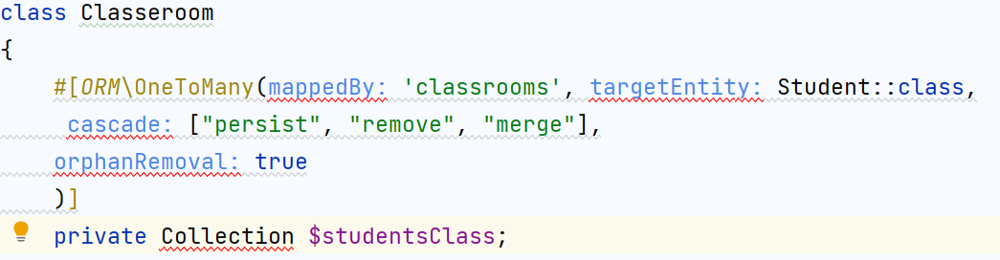 class Classeroom
{
#[ORM\OneToMany(mappedBy: 'classrooms', targetEntity: Student::class,
cascade: ["persist", "remove", "merge"],
orphanRemoval: true
)]
private Collection $studentsClass;